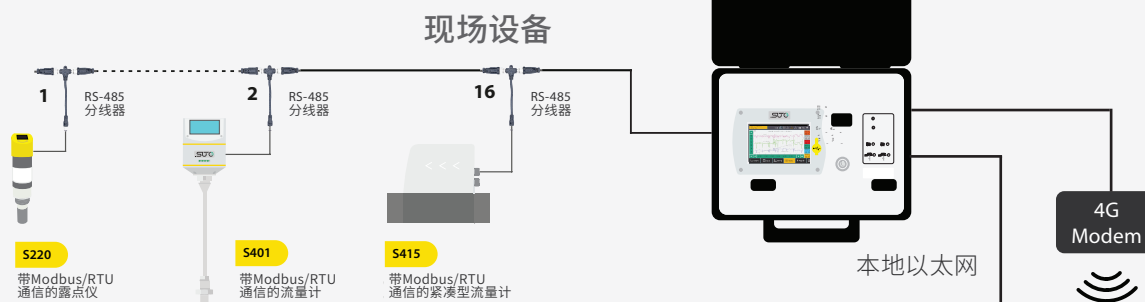 现场设备
1
RS-485
分线器
2
RS-485
分线器
16
RS-485
分线器
SUTO
SUTO
S220
带Modbus/RTU
通信的露点仪
S401
带Modbus/RTU
通信的流量计
S415
带Modbus/RTU
通信的紧凑型流量计
本地以太网
4G
Modem